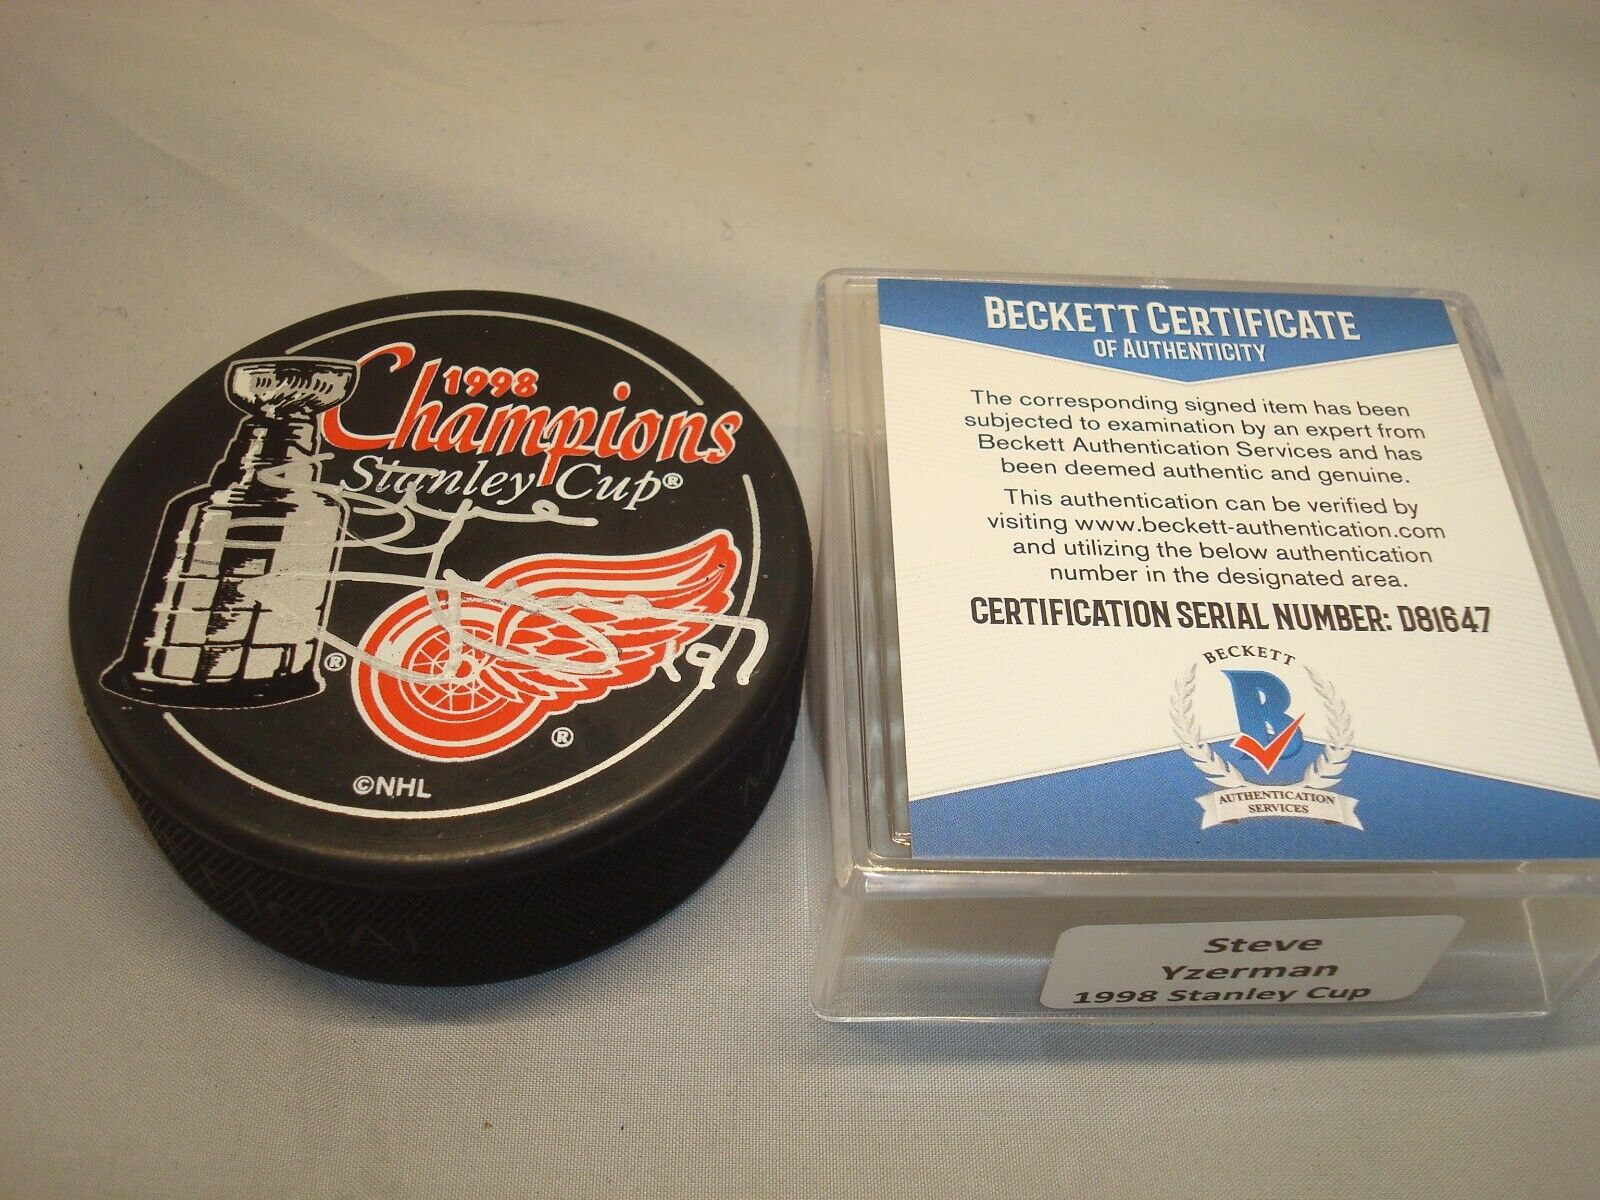 1998
Champions
Stanley Cup®
®
®
©NHL
BECKETT CERTIFICATE
OF AUTHENTICITY
The corresponding signed item has been
subjected to examination by an expert from
Beckett Authentication Services and has
been deemed authentic and genuine.
This authentication can be verified by
visiting www.beckett-authentication.com
and utilizing the below authentication
number in the designated area.
CERTIFICATION SERIAL NUMBER: D81647
BECKETT
B
AUTHENTICATION
SERVICES
Steve
Yzerman
1998 Stanley Cup